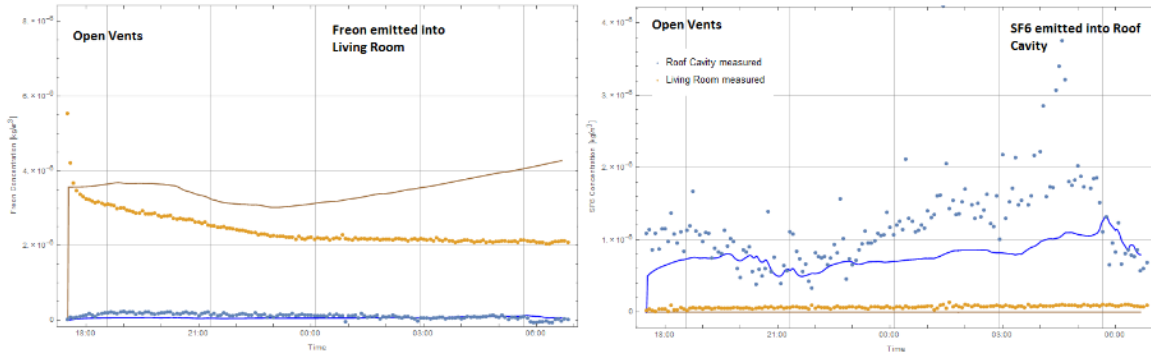 Open Vents
Freon emitted into
Living Room
Freon Concentration [kg/m³]
0
18:00
21:00
00:00
03:00
06:00
Time
Open Vents
SF6 emitted into Roof
Cavity
Roof Cavity measured
Living Room measured
SF6 Concentration [kg/m³]
0
18:00
21:00
00:00
03:00
06:00
Time